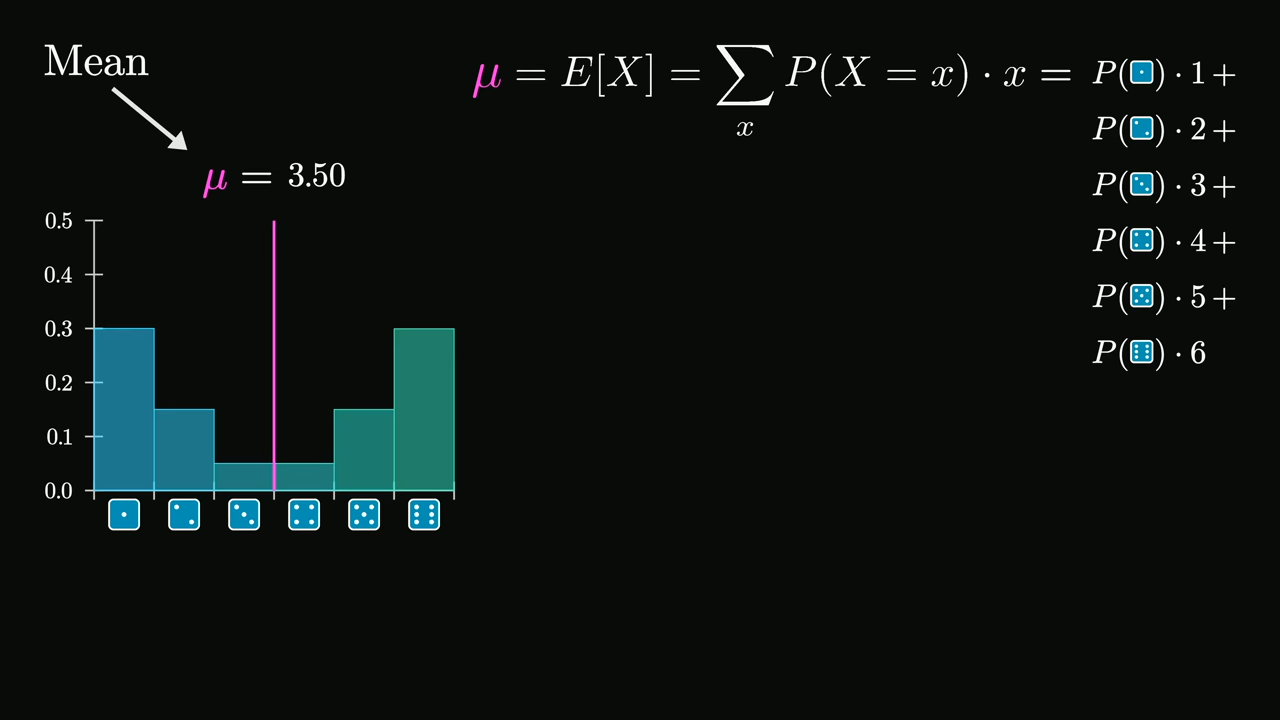 Mean
μ = E[X] = ∑ₓ P(X = x) · x = P(⚀) · 1 +
P(⚁) · 2 +
P(⚂) · 3 +
P(⚃) · 4 +
P(⚄) · 5 +
P(⚅) · 6
μ = 3.50
0.5
0.4
0.3
0.2
0.1
0.0